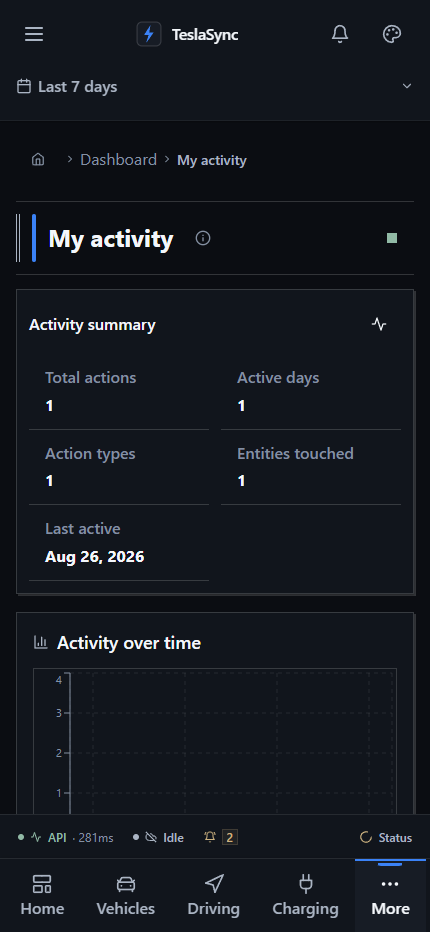 TeslaSync
Last 7 days
Dashboard My activity
My activity
Activity summary
Total actions
1
Active days
1
Action types
1
Entities touched
1
Last active
Aug 26, 2026
Activity over time
4
3
2
1
API · 281ms Idle 2 Status
Home Vehicles Driving Charging More